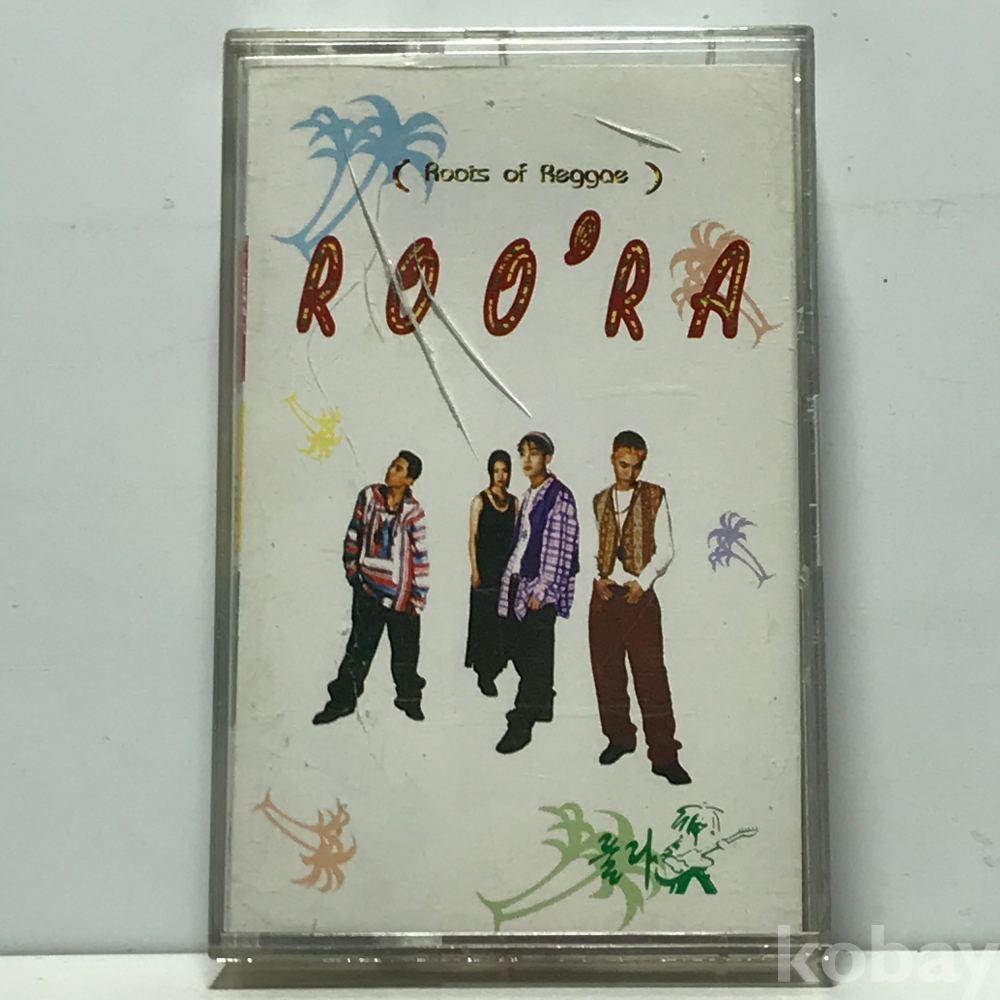 ( Roots of Reggae )
ROO'RA
룰라
kobay